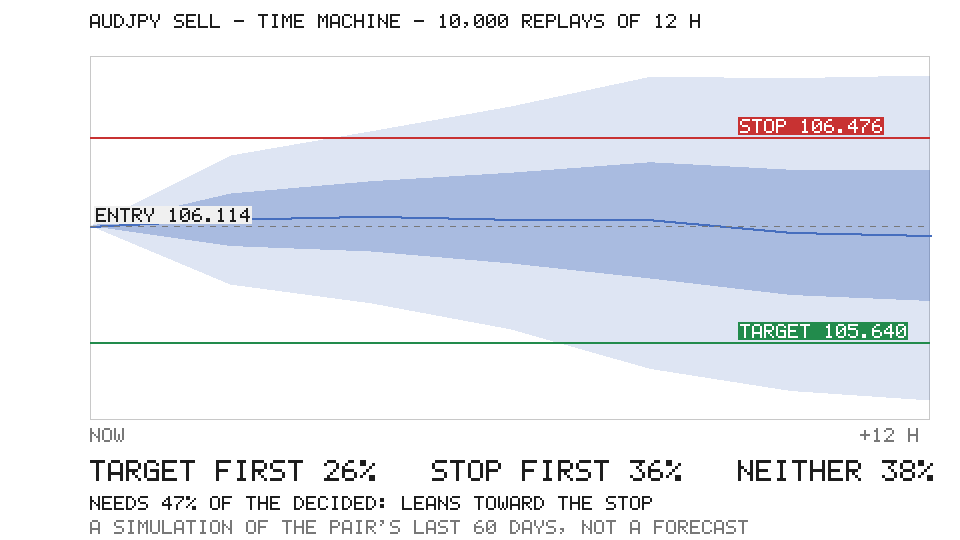 AUDJPY SELL – TIME MACHINE – 10,000 REPLAYS OF 12 H
STOP 106.476
ENTRY 106.114
TARGET 105.640
NOW +12 H
TARGET FIRST 26% STOP FIRST 36% NEITHER 38%
NEEDS 47% OF THE DECIDED: LEANS TOWARD THE STOP
A SIMULATION OF THE PAIR'S LAST 60 DAYS, NOT A FORECAST